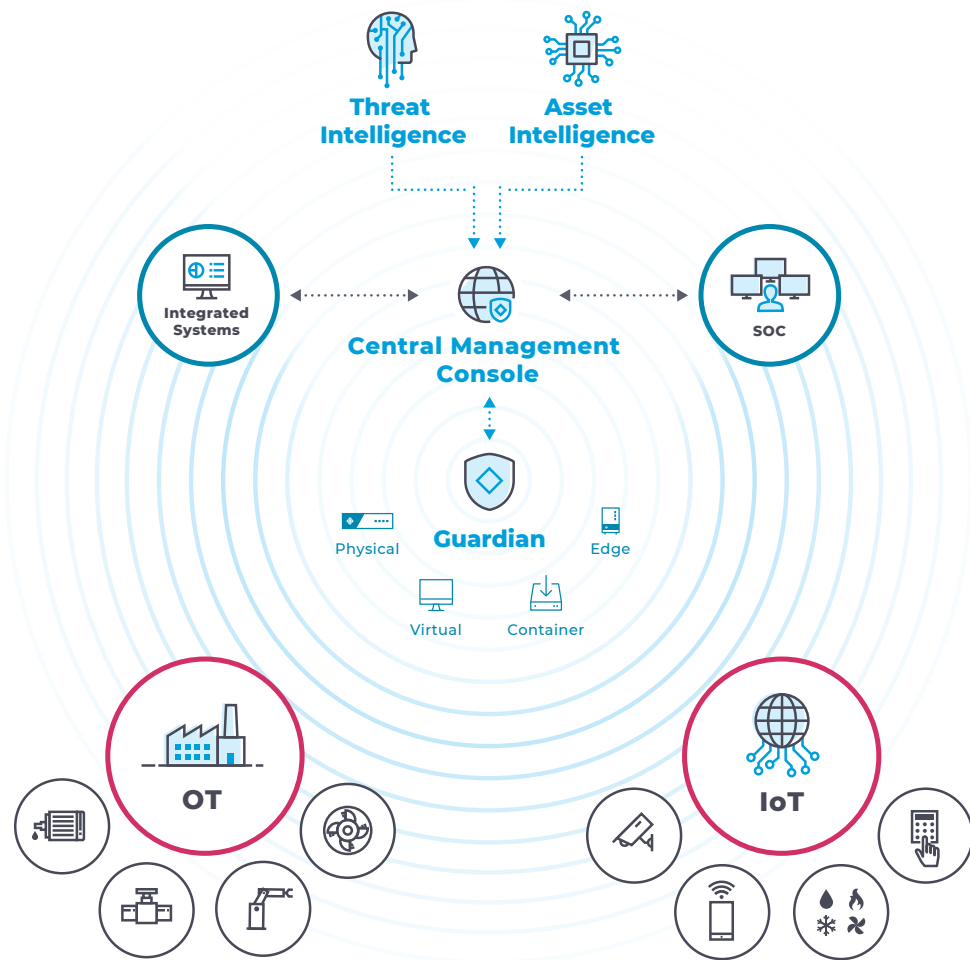 Threat
Intelligence
Asset
Intelligence
Integrated
Systems
SOC
Central Management
Console
Physical
Guardian
Edge
Virtual
Container
OT
IoT